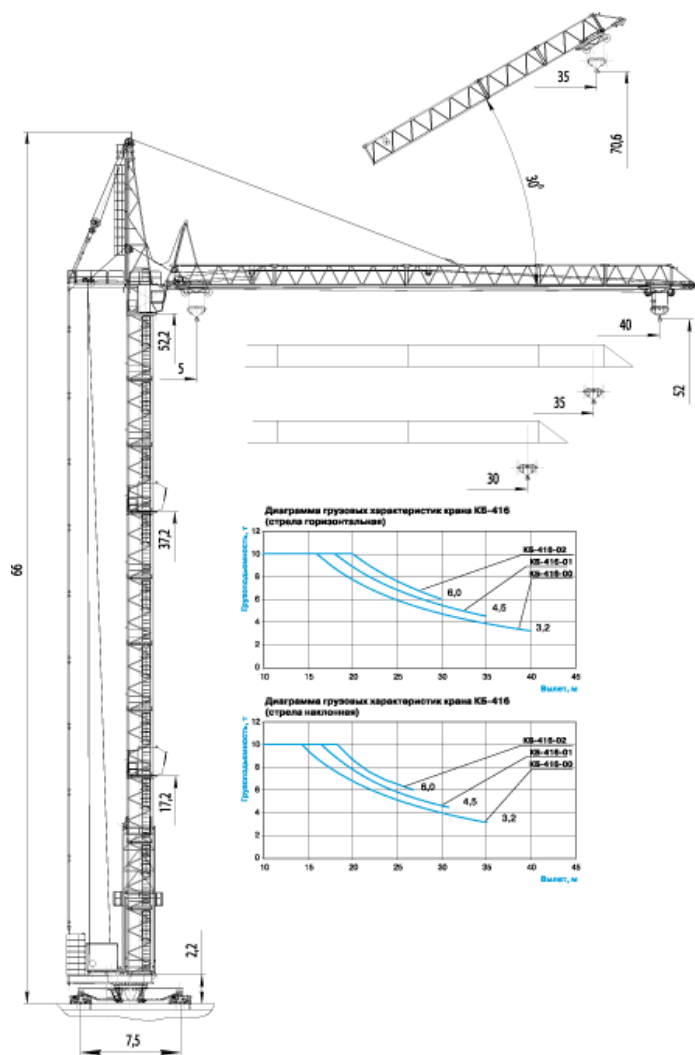 35
70,6
30°
40
52,2
5
52
35
37,2
30
66
Диаграмма грузовых характеристик крана КБ-416
(стрела горизонтальная)
Грузоподъемность, т
12
10
8
6
4
2
0
КБ-416-02
КБ-416-01
КБ-416-00
6,0
4,5
3,2
10 15 20 25 30 35 40 45
Вылет, м
Диаграмма грузовых характеристик крана КБ-416
(стрела наклонная)
Грузоподъемность, т
12
10
8
6
4
2
0
КБ-416-02
КБ-416-01
КБ-416-00
6,0
4,5
3,2
10 15 20 25 30 35 40 45
Вылет, м
17,2
2,2
7,5